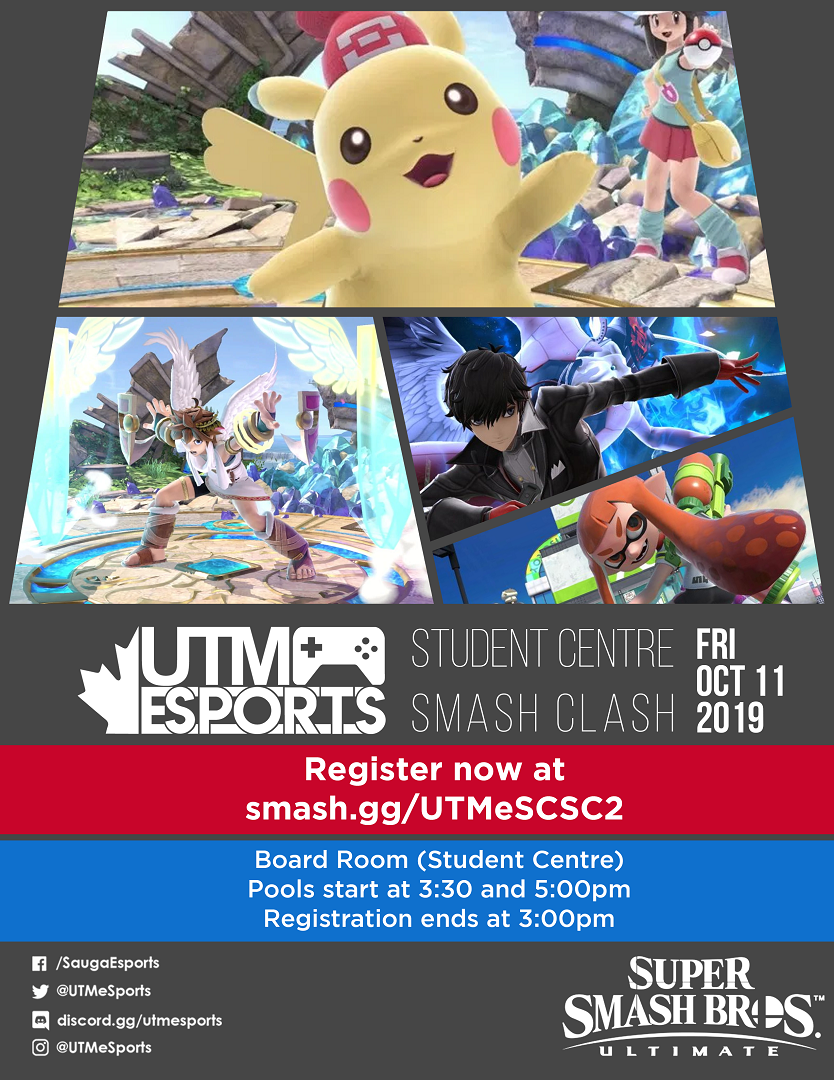 UTM
ESPORTS
STUDENT CENTRE
SMASH CLASH
FRI
OCT 11
2019
Register now at
smash.gg/UTMeSCSC2
Board Room (Student Centre)
Pools start at 3:30 and 5:00pm
Registration ends at 3:00pm
/SaugaEsports
@UTMeSports
discord.gg/utmesports
@UTMeSports
SUPER
SMASH BROS.™
ULTIMATE